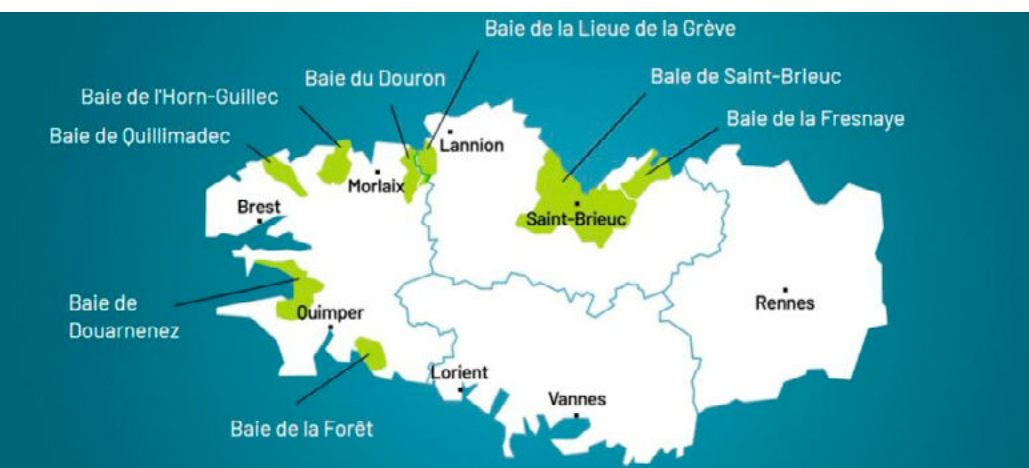 Baie de la Lieue de la Grève
Baie du Douron
Baie de Saint-Brieuc
Baie de l'Horn-Guillec
Baie de la Fresnaye
Baie de Quillimadec
Lannion
Morlaix
Brest
Saint-Brieuc
Baie de
Douarnenez
Quimper
Rennes
Lorient
Vannes
Baie de la Forêt